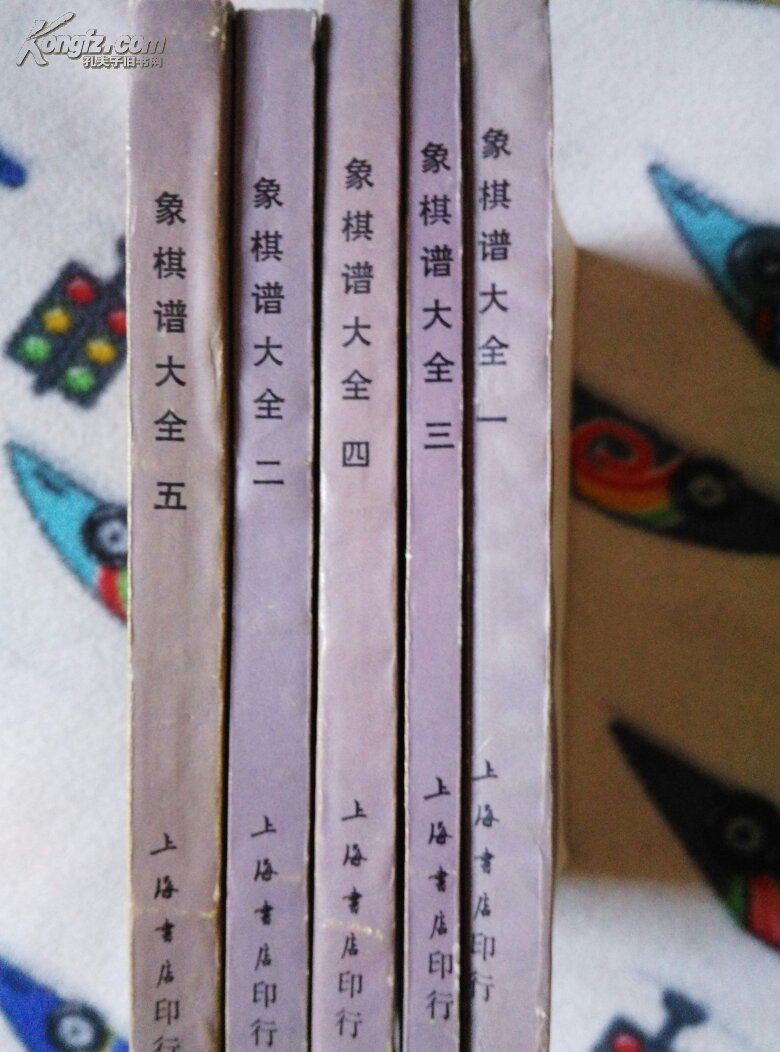 Kongfz.com
孔夫子旧书网
象棋谱大全 五
上海书店印行
象棋谱大全 二
上海书店印行
象棋谱大全 四
上海书店印行
象棋谱大全 三
上海书店印行
象棋谱大全 一
上海书店印行